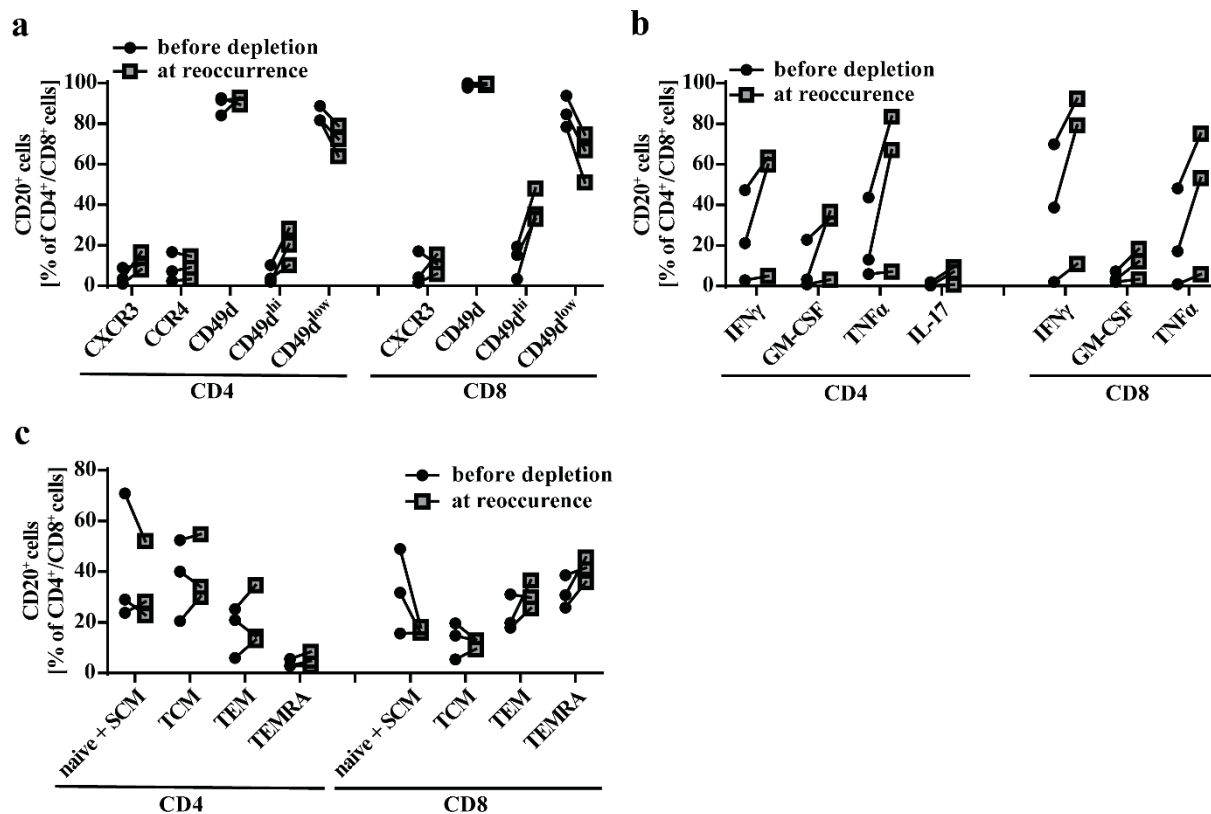 a
before depletion
at reoccurrence
CD20⁺ cells
[% of CD4⁺/CD8⁺ cells]
100
80
60
40
20
0
CXCR3
CCR4
CD49d
CD49dʰⁱ
CD49dˡᵒʷ
CXCR3
CD49d
CD49dʰⁱ
CD49dˡᵒʷ
CD4
CD8
b
before depletion
at reoccurence
CD20⁺ cells
[% of CD4⁺/CD8⁺ cells]
100
80
60
40
20
0
IFNγ
GM-CSF
TNFα
IL-17
IFNγ
GM-CSF
TNFα
CD4
CD8
c
before depletion
at reoccurence
CD20⁺ cells
[% of CD4⁺/CD8⁺ cells]
80
60
40
20
0
naive + SCM
TCM
TEM
TEMRA
naive + SCM
TCM
TEM
TEMRA
CD4
CD8